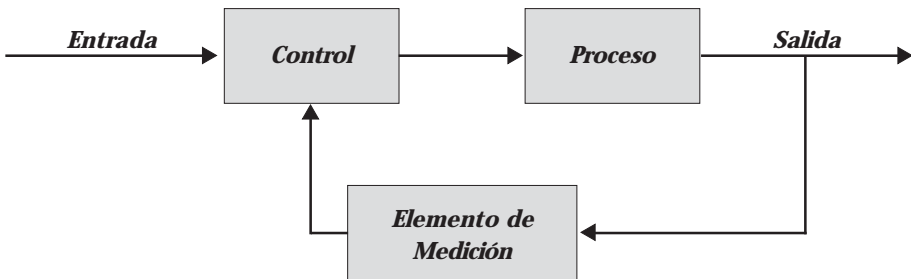 Entrada
Control
Proceso
Salida
Elemento de
Medición